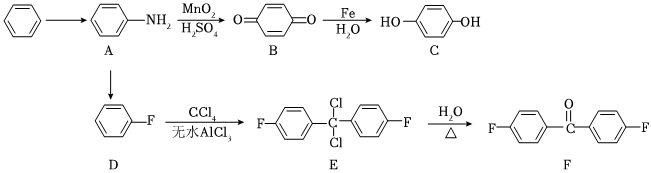 NH₂ MnO₂ H₂SO₄ O O Fe H₂O HO OH
A B C
F CCl₄ 无水AlCl₃ F Cl C Cl F H₂O △ F O C F
D E F